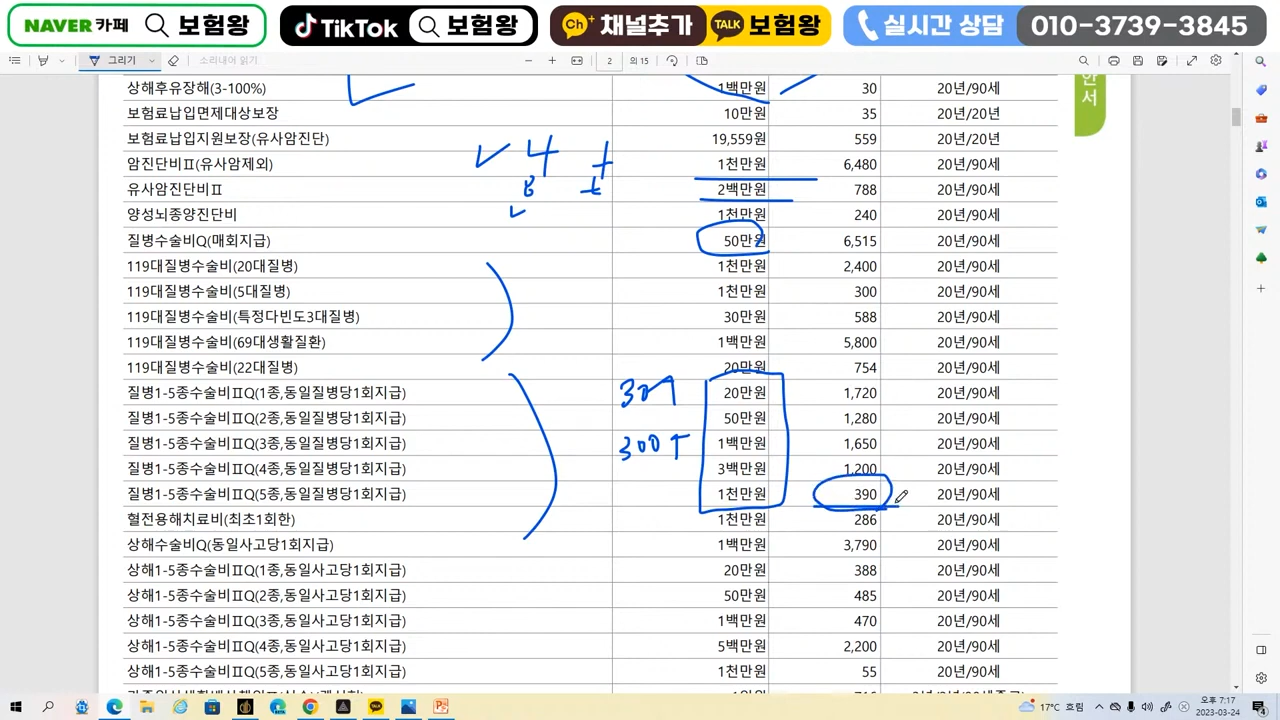 NAVER 카페 보험왕 TikTok 보험왕 Ch+ 채널추가 TALK 보험왕 실시간 상담 010-3739-3845
그리기 소리내어 읽기 2 의 15
상해후유장해(3-100%) 1백만원 30 20년/90세
한서
보험료납입면제대상보장 10만원 35 20년/20년
보험료납입지원보장(유사암진단) 19,559원 559 20년/20년
암진단비Ⅱ(유사암제외) 1천만원 6,480 20년/90세
유사암진단비Ⅱ 2백만원 788 20년/90세
양성뇌종양진단비 1천만원 240 20년/90세
질병수술비Q(매회지급) 50만원 6,515 20년/90세
119대질병수술비(20대질병) 1천만원 2,400 20년/90세
119대질병수술비(5대질병) 1천만원 300 20년/90세
119대질병수술비(특정다빈도3대질병) 30만원 588 20년/90세
119대질병수술비(69대생활질환) 1백만원 5,800 20년/90세
119대질병수술비(22대질병) 20만원 754 20년/90세
질병1-5종수술비ⅡQ(1종,동일질병당1회지급) 30↑ 20만원 1,720 20년/90세
질병1-5종수술비ⅡQ(2종,동일질병당1회지급) 50만원 1,280 20년/90세
질병1-5종수술비ⅡQ(3종,동일질병당1회지급) 300↑ 1백만원 1,650 20년/90세
질병1-5종수술비ⅡQ(4종,동일질병당1회지급) 3백만원 1,200 20년/90세
질병1-5종수술비ⅡQ(5종,동일질병당1회지급) 1천만원 390 20년/90세
혈전용해치료비(최초1회한) 1천만원 286 20년/90세
상해수술비Q(동일사고당1회지급) 1백만원 3,790 20년/90세
상해1-5종수술비ⅡQ(1종,동일사고당1회지급) 20만원 388 20년/90세
상해1-5종수술비ⅡQ(2종,동일사고당1회지급) 50만원 485 20년/90세
상해1-5종수술비ⅡQ(3종,동일사고당1회지급) 1백만원 470 20년/90세
상해1-5종수술비ⅡQ(4종,동일사고당1회지급) 5백만원 2,200 20년/90세
상해1-5종수술비ⅡQ(5종,동일사고당1회지급) 1천만원 55 20년/90세
17°C 흐림 오후 7:17
2023-03-24